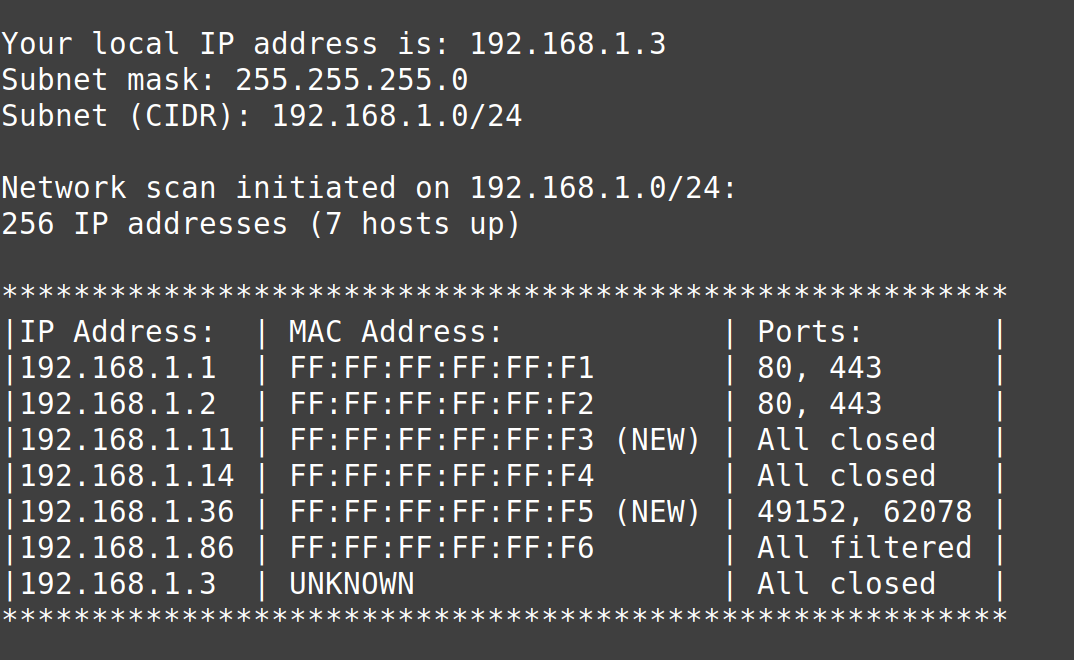 Your local IP address is: 192.168.1.3
Subnet mask: 255.255.255.0
Subnet (CIDR): 192.168.1.0/24

Network scan initiated on 192.168.1.0/24:
256 IP addresses (7 hosts up)

********************************************************
|IP Address:  | MAC Address:            | Ports:       |
|192.168.1.1  | FF:FF:FF:FF:FF:F1       | 80, 443      |
|192.168.1.2  | FF:FF:FF:FF:FF:F2       | 80, 443      |
|192.168.1.11 | FF:FF:FF:FF:FF:F3 (NEW) | All closed   |
|192.168.1.14 | FF:FF:FF:FF:FF:F4       | All closed   |
|192.168.1.36 | FF:FF:FF:FF:FF:F5 (NEW) | 49152, 62078 |
|192.168.1.86 | FF:FF:FF:FF:FF:F6       | All filtered |
|192.168.1.3  | UNKNOWN                 | All closed   |
********************************************************